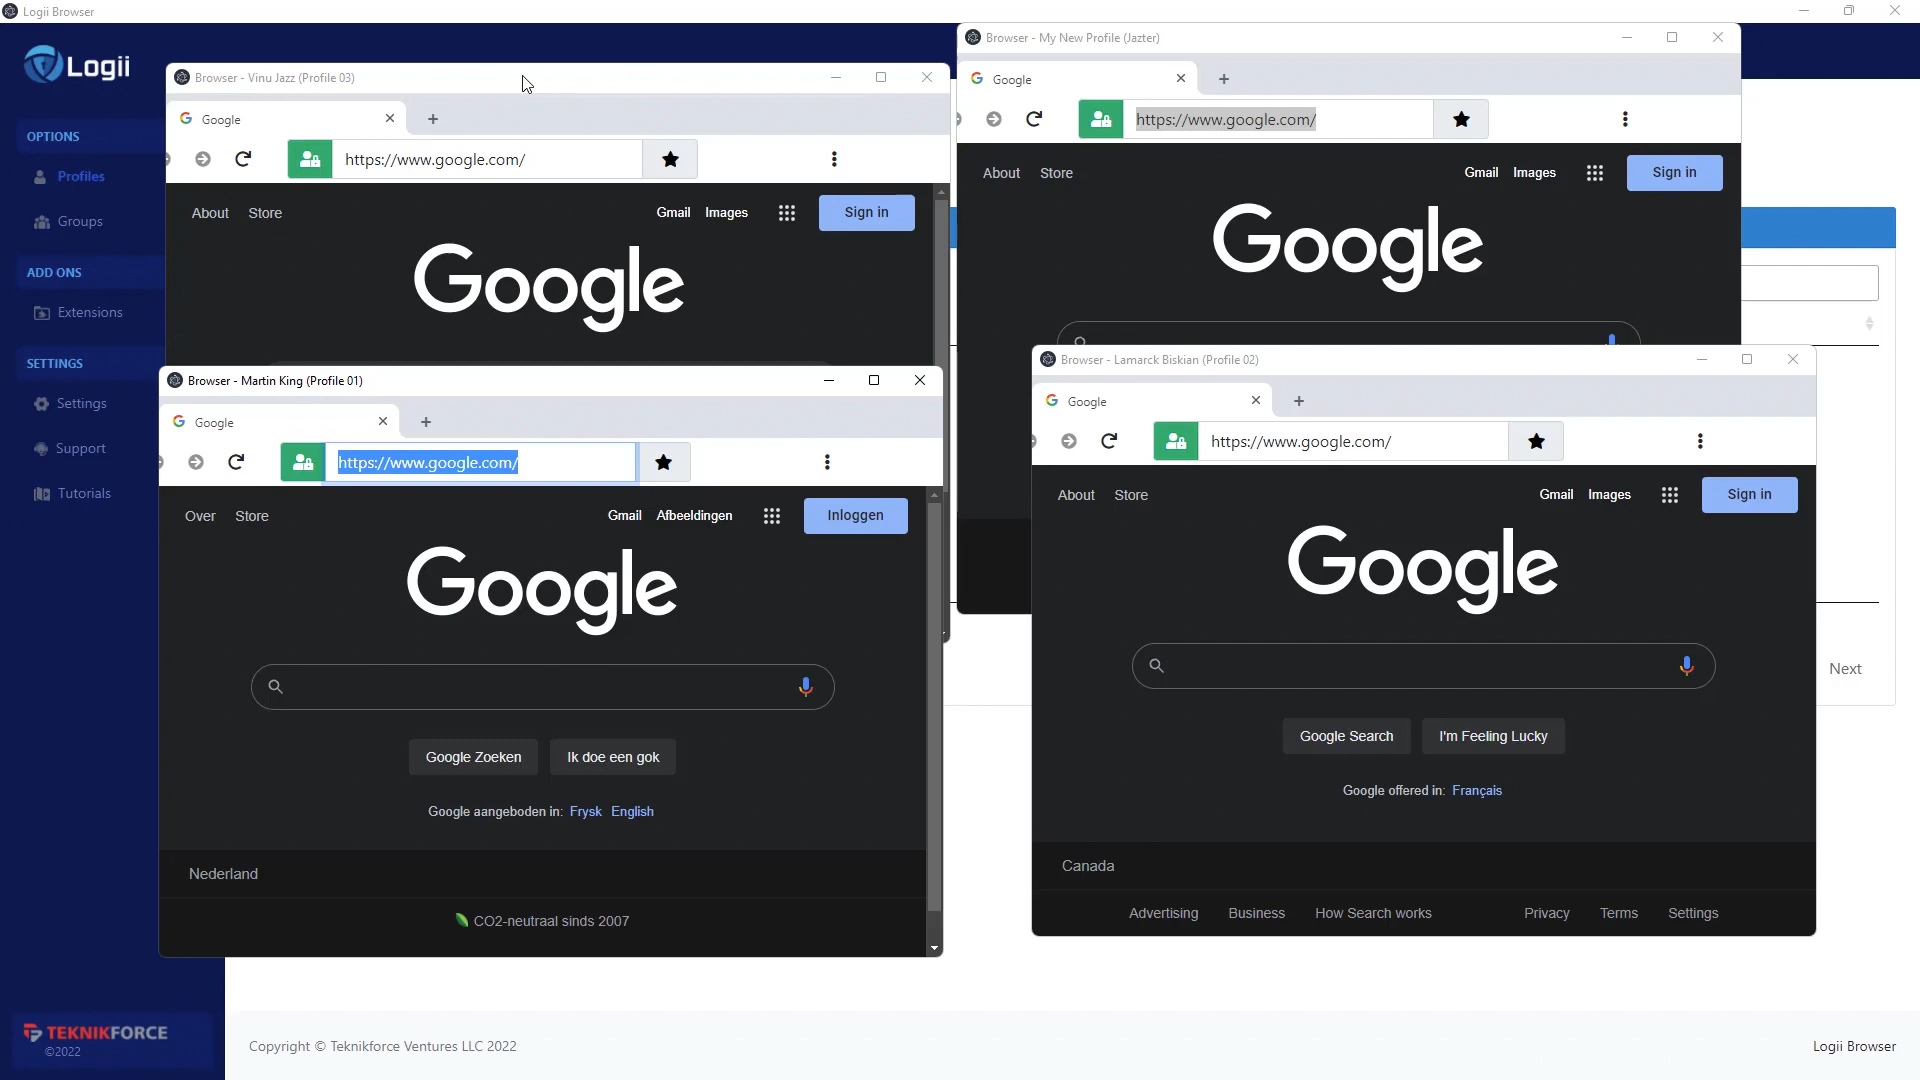 Logii Browser
Logii
OPTIONS
Profiles
Groups
ADD ONS
Extensions
SETTINGS
Settings
Support
Tutorials
TEKNIKFORCE
©2022
Browser - Vinu Jazz (Profile 03)
Google
https://www.google.com/
About Store
Gmail Images
Sign in
Google
Browser - My New Profile (Jazter)
Google
https://www.google.com/
About Store
Gmail Images
Sign in
Google
Browser - Martin King (Profile 01)
Google
https://www.google.com/
Over Store
Gmail Afbeeldingen
Inloggen
Google
Google Zoeken
Ik doe een gok
Google aangeboden in: Frysk English
Nederland
CO2-neutraal sinds 2007
Browser - Lamarck Biskian (Profile 02)
Google
https://www.google.com/
About Store
Gmail Images
Sign in
Google
Google Search
I'm Feeling Lucky
Google offered in: Français
Canada
Advertising Business How Search works
Privacy Terms Settings
Next
Copyright © Teknikforce Ventures LLC 2022
Logii Browser